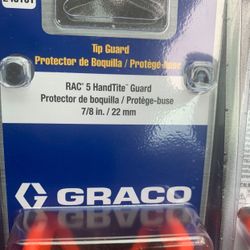 Tip Guard
Protector de Boquilla / Protège-buse
RAC 5 HandTite Guard
Protector de boquilla / Protège-buse
7/8 in. / 22 mm
GRACO